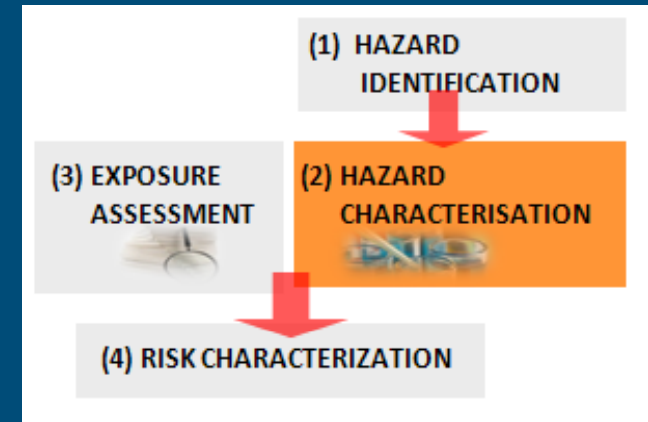 (1) HAZARD
IDENTIFICATION
(3) EXPOSURE
ASSESSMENT
(2) HAZARD
CHARACTERISATION
(4) RISK CHARACTERIZATION